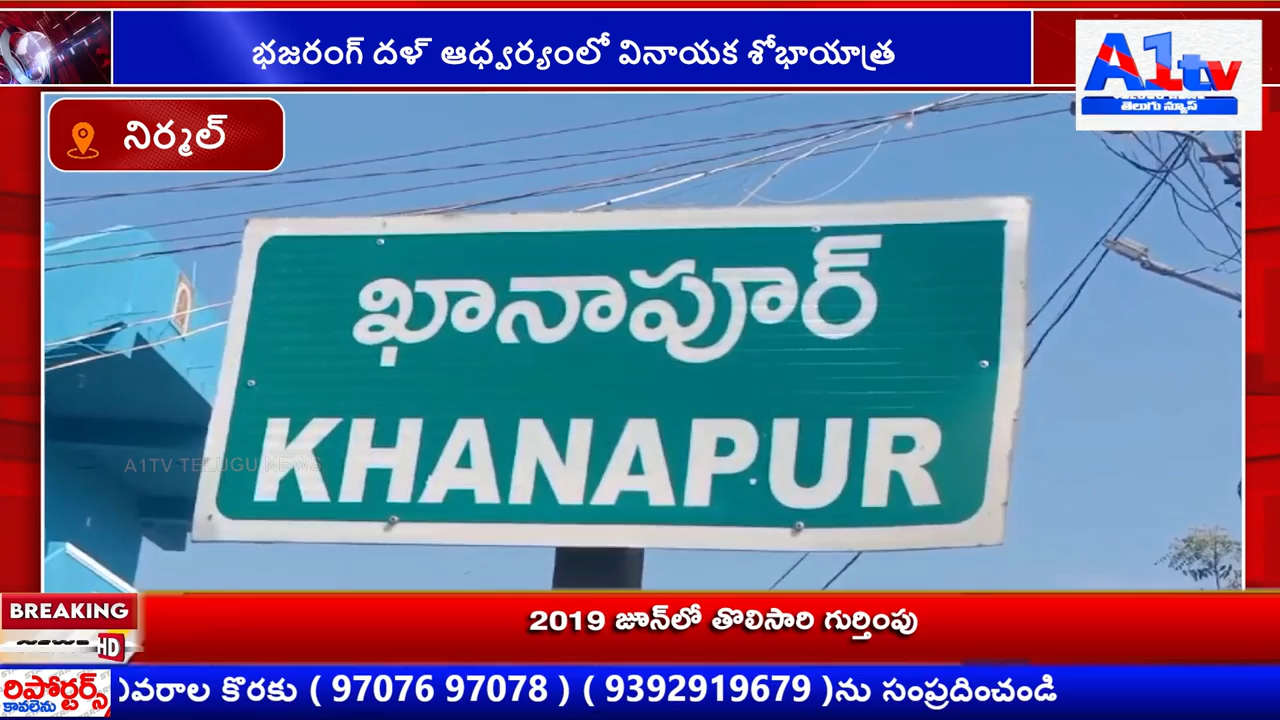 భజరంగ్ దళ్ ఆధ్వర్యంలో వినాయక శోభాయాత్ర
A1tv
తెలుగు న్యూస్
నిర్మల్
ఖానాపూర్
KHANAPUR
A1TV TELUGU NEWS
BREAKING
HD
2019 జూన్‌లో తొలిసారి గుర్తింపు
రిపోర్టర్స్
కావలెను
కొరకు ( 97076 97078 ) ( 9392919679 )ను సంప్రదించండి